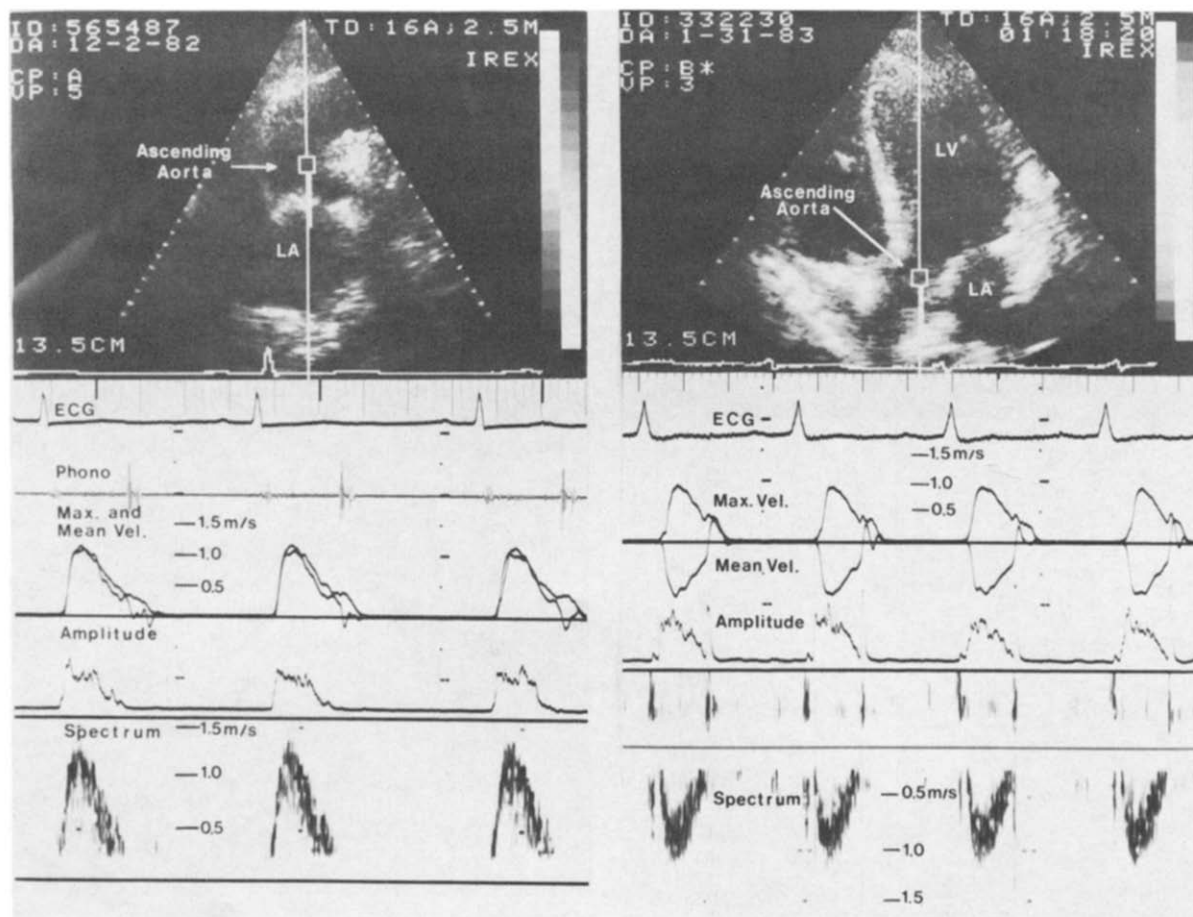 ID:565487
DA:12-2-82
CP:A
VP:5
TD:16A;2.5M
IREX
Ascending
Aorta
LA
13.5CM
ECG
Phono
Max. and
Mean Vel.
1.5m/s
1.0
0.5
Amplitude
Spectrum
1.5m/s
1.0
0.5
ID:332230
DA:1-31-83
CP:B*
VP:3
TD:16A;2.5M
01:18:20
IREX
LV
Ascending
Aorta
LA
13.5CM
ECG
1.5m/s
1.0
0.5
Max. Vel.
Mean Vel.
Amplitude
Spectrum
0.5m/s
1.0
1.5